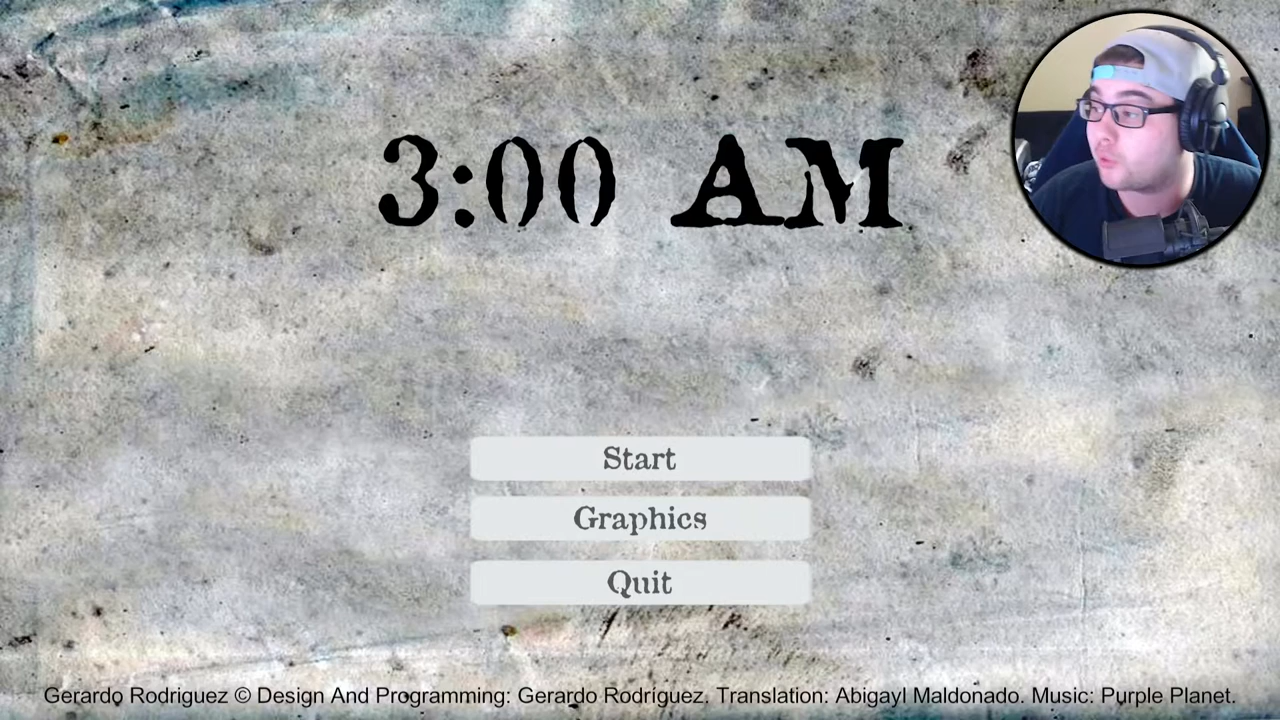 3:00 AM
Start
Graphics
Quit
Gerardo Rodriguez © Design And Programming: Gerardo Rodríguez. Translation: Abigayl Maldonado. Music: Purple Planet.